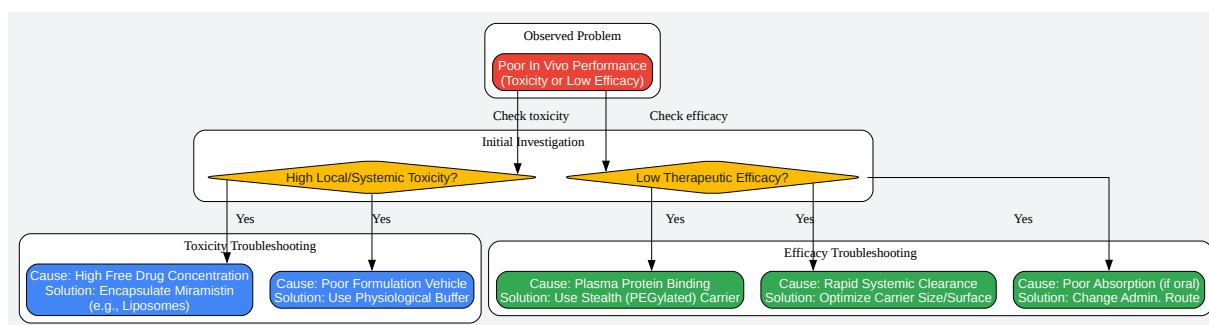 Observed Problem
Poor In Vivo Performance
(Toxicity or Low Efficacy)
Check toxicity
Check efficacy
Initial Investigation
High Local/Systemic Toxicity?
Low Therapeutic Efficacy?
Yes
Yes
Yes
Yes
Yes
Toxicity Troubleshooting
Cause: High Free Drug Concentration
Solution: Encapsulate Miramistin
(e.g., Liposomes)
Cause: Poor Formulation Vehicle
Solution: Use Physiological Buffer
Efficacy Troubleshooting
Cause: Plasma Protein Binding
Solution: Use Stealth (PEGylated) Carrier
Cause: Rapid Systemic Clearance
Solution: Optimize Carrier Size/Surface
Cause: Poor Absorption (if oral)
Solution: Change Admin. Route